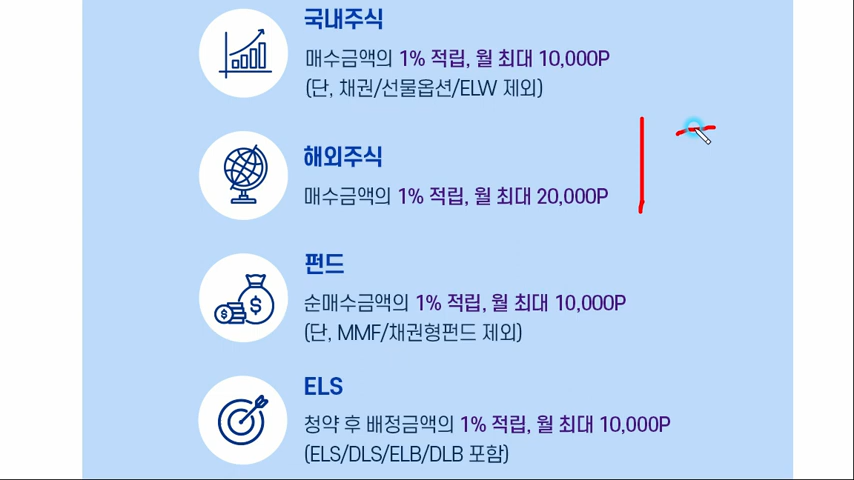 국내주식
매수금액의 1% 적립, 월 최대 10,000P
(단, 채권/선물옵션/ELW 제외)
해외주식
매수금액의 1% 적립, 월 최대 20,000P
펀드
순매수금액의 1% 적립, 월 최대 10,000P
(단, MMF/채권형펀드 제외)
ELS
청약 후 배정금액의 1% 적립, 월 최대 10,000P
(ELS/DLS/ELB/DLB 포함)